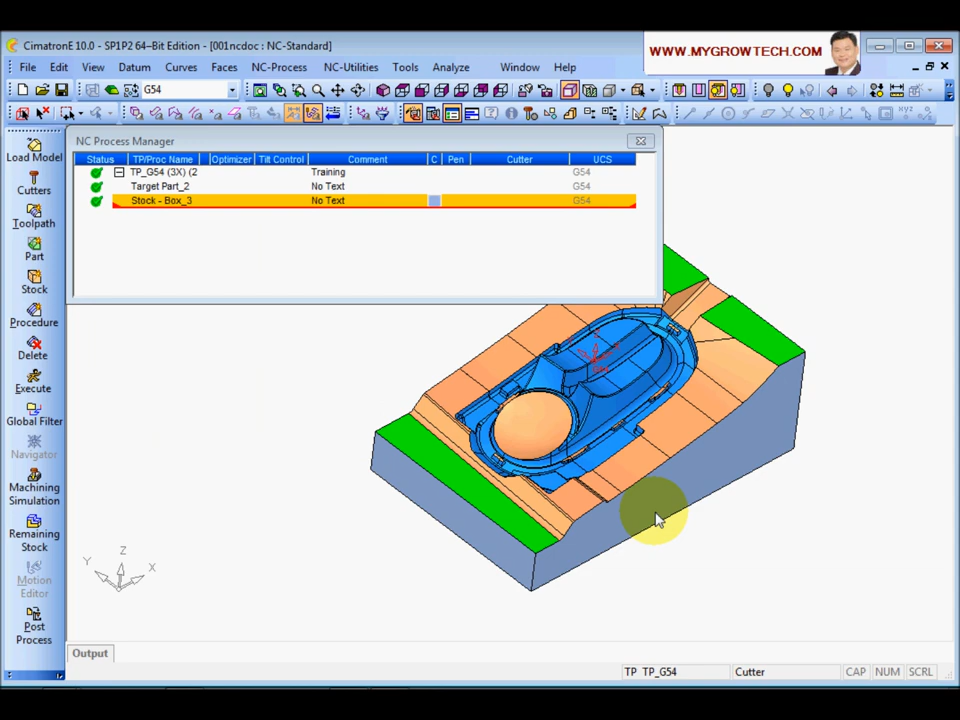 CimatronE 10.0 - SP1P2 64-Bit Edition - [001ncdoc : NC-Standard]
WWW.MYGROWTECH.COM
File Edit View Datum Curves Faces NC-Process NC-Utilities Tools Analyze Window Help
G54
NC Process Manager
Status TP/Proc Name Optimizer Tilt Control Comment C Pen Cutter UCS
TP_G54 (3X) (2 Training G54
Target Part_2 No Text G54
Stock - Box_3 No Text G54
Load Model
Cutters
Toolpath
Part
Stock
Procedure
Delete
Execute
Global Filter
Navigator
Machining
Simulation
Remaining
Stock
Motion
Editor
Post
Process
Z
Y
X
Output
TP TP_G54 Cutter CAP NUM SCRL